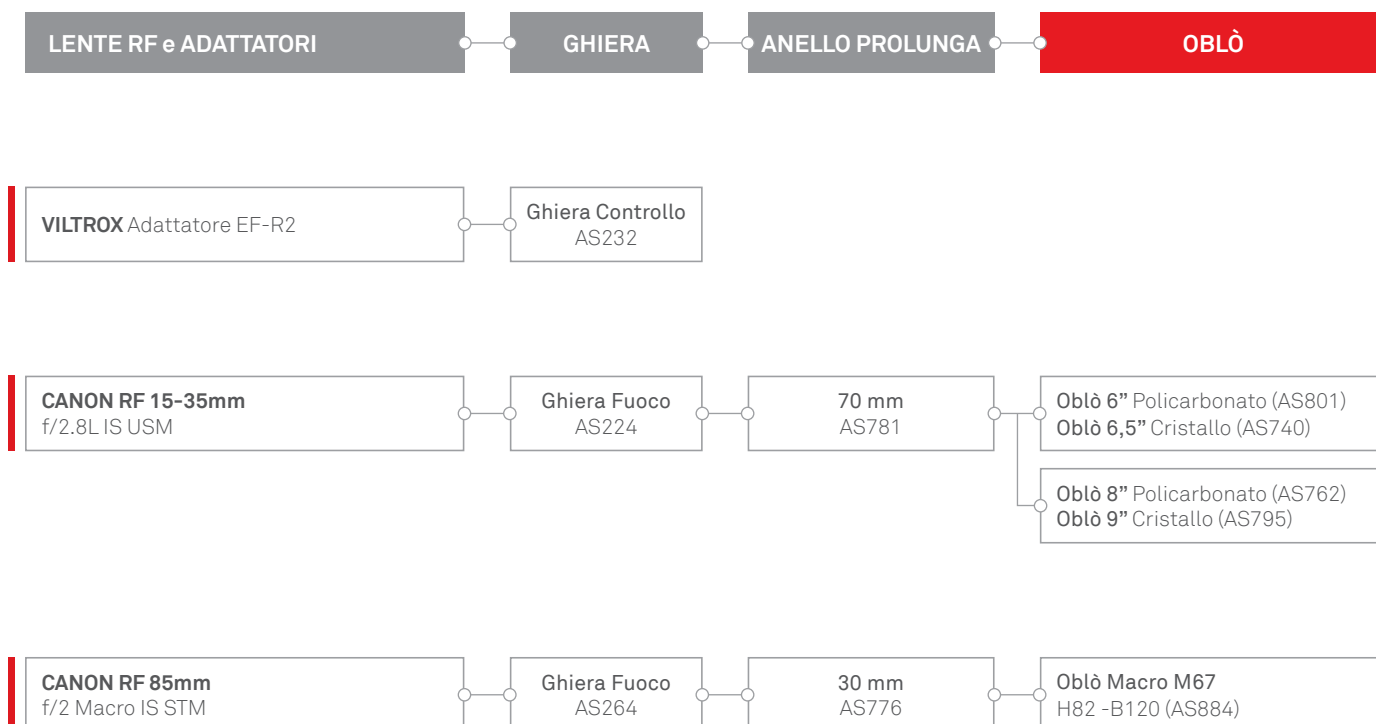 LENTE RF e ADATTATORI
GHIERA
ANELLO PROLUNGA
OBLÒ
VILTROX Adattatore EF-R2
Ghiera Controllo
AS232
CANON RF 15-35mm
f/2.8L IS USM
Ghiera Fuoco
AS224
70 mm
AS781
Oblò 6” Policarbonato (AS801)
Oblò 6,5” Cristallo (AS740)
Oblò 8” Policarbonato (AS762)
Oblò 9” Cristallo (AS795)
CANON RF 85mm
f/2 Macro IS STM
Ghiera Fuoco
AS264
30 mm
AS776
Oblò Macro M67
H82 -B120 (AS884)